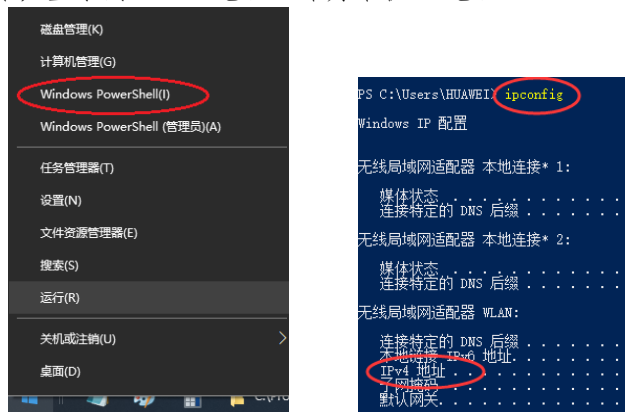 磁盘管理(K)
计算机管理(G)
Windows PowerShell(I)
Windows PowerShell (管理员)(A)
任务管理器(T)
设置(N)
文件资源管理器(E)
搜索(S)
运行(R)
关机或注销(U)
桌面(D)
PS C:\Users\HUAWEI> ipconfig
Windows IP 配置
无线局域网适配器 本地连接* 1:
媒体状态 . . . . . . . . . . . .
连接特定的 DNS 后缀 . . . . . . .
无线局域网适配器 本地连接* 2:
媒体状态 . . . . . . . . . . . .
连接特定的 DNS 后缀 . . . . . . .
无线局域网适配器 WLAN:
连接特定的 DNS 后缀 . . . . . . .
本地链接 IPv6 地址. . . . . . . .
IPv4 地址 . . . . . . . . . . . .
子网掩码 . . . . . . . . . . . .
默认网关. . . . . . . . . . . . .